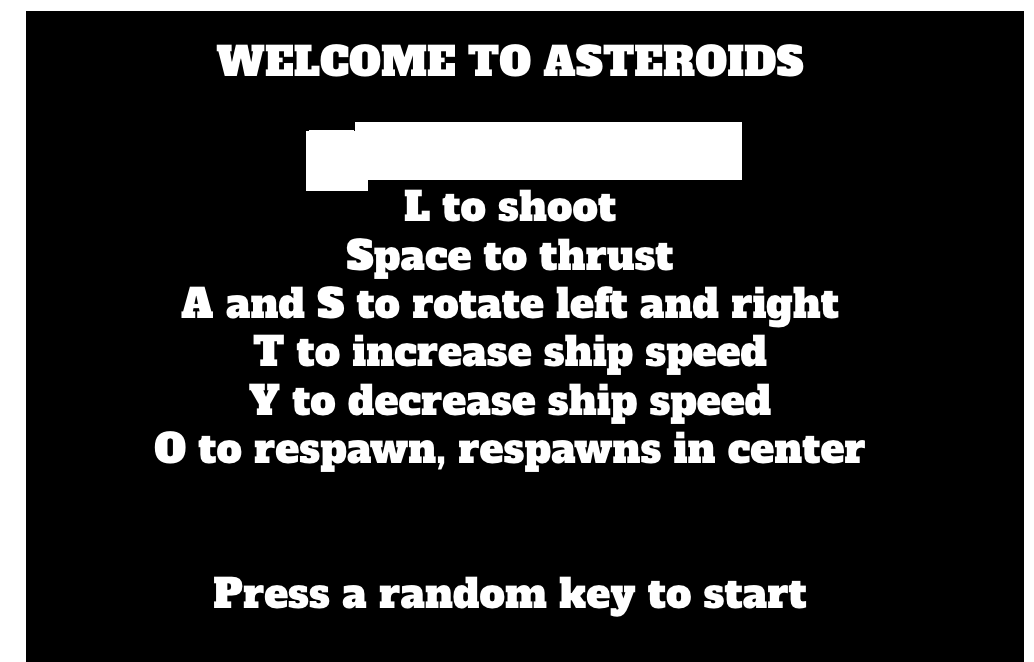 WELCOME TO ASTEROIDS
L to shoot
Space to thrust
A and S to rotate left and right
T to increase ship speed
Y to decrease ship speed
O to respawn, respawns in center
Press a random key to start